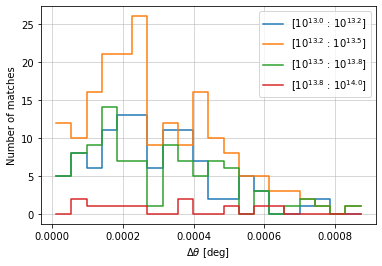 [10^13.0 : 10^13.2]
[10^13.2 : 10^13.5]
[10^13.5 : 10^13.8]
[10^13.8 : 10^14.0]
Number of matches
25
20
15
10
5
0
0.0000 0.0002 0.0004 0.0006 0.0008
Δθ [deg]